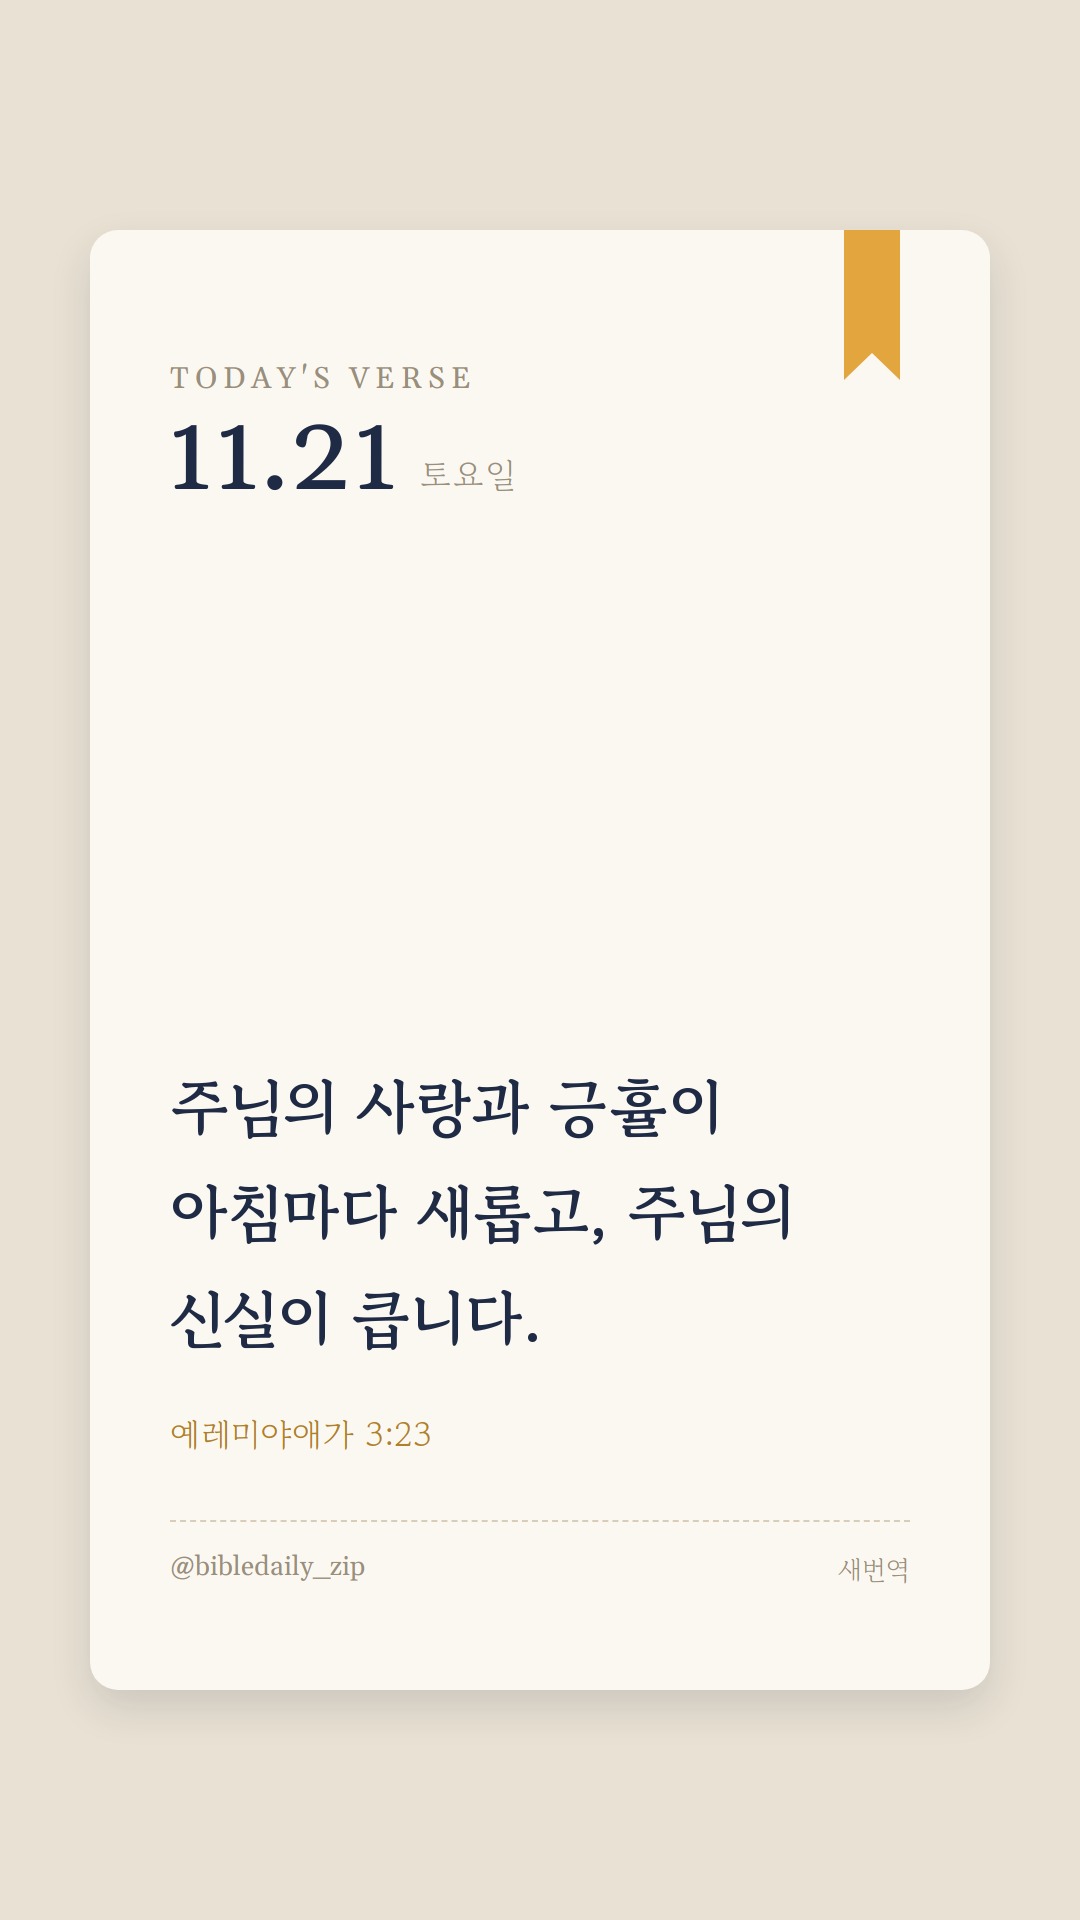 TODAY'S VERSE
11.21 토요일
주님의 사랑과 긍휼이
아침마다 새롭고, 주님의
신실이 큽니다.
예레미야애가 3:23
@bibledaily_zip 새번역